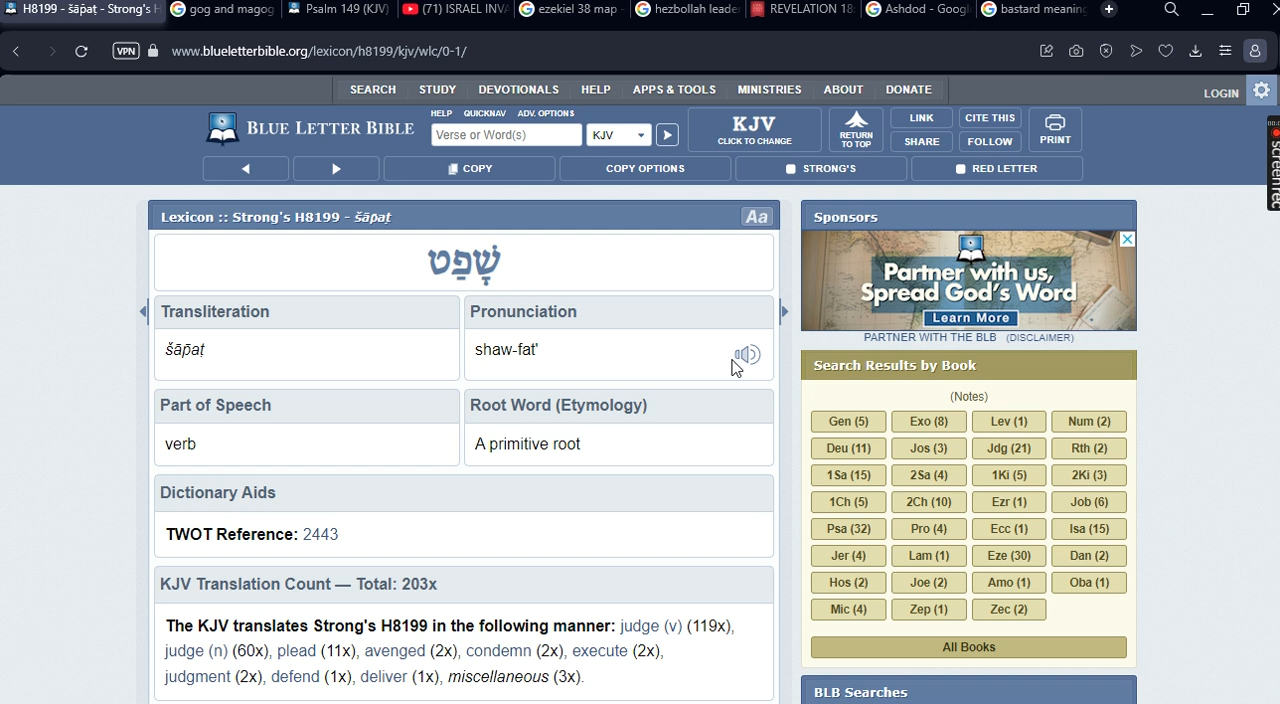 H8199 - šāp̄aṭ - Strong's H
gog and magog
Psalm 149 (KJV)
(71) ISRAEL INVA
ezekiel 38 map -
hezbollah leade
REVELATION 18:
Ashdod - Googl
bastard meanin
VPN
www.blueletterbible.org/lexicon/h8199/kjv/wlc/0-1/
SEARCH STUDY DEVOTIONALS HELP APPS & TOOLS MINISTRIES ABOUT DONATE
LOGIN
BLUE LETTER BIBLE
HELP QUICKNAV ADV. OPTIONS
Verse or Word(s)
KJV
KJV
CLICK TO CHANGE
RETURN
TO TOP
LINK
CITE THIS
SHARE
FOLLOW
PRINT
COPY
COPY OPTIONS
STRONG'S
RED LETTER
screenrec
Lexicon :: Strong's H8199 - šāp̄aṭ
Aa
שָׁפַט
Transliteration
šāp̄aṭ
Pronunciation
shaw-fat'
Part of Speech
verb
Root Word (Etymology)
A primitive root
Dictionary Aids
TWOT Reference: 2443
KJV Translation Count — Total: 203x
The KJV translates Strong's H8199 in the following manner: judge (v) (119x),
judge (n) (60x), plead (11x), avenged (2x), condemn (2x), execute (2x),
judgment (2x), defend (1x), deliver (1x), miscellaneous (3x).
Sponsors
Partner with us,
Spread God's Word
Learn More
PARTNER WITH THE BLB (DISCLAIMER)
Search Results by Book
(Notes)
Gen (5) Exo (8) Lev (1) Num (2)
Deu (11) Jos (3) Jdg (21) Rth (2)
1Sa (15) 2Sa (4) 1Ki (5) 2Ki (3)
1Ch (5) 2Ch (10) Ezr (1) Job (6)
Psa (32) Pro (4) Ecc (1) Isa (15)
Jer (4) Lam (1) Eze (30) Dan (2)
Hos (2) Joe (2) Amo (1) Oba (1)
Mic (4) Zep (1) Zec (2)
All Books
BLB Searches